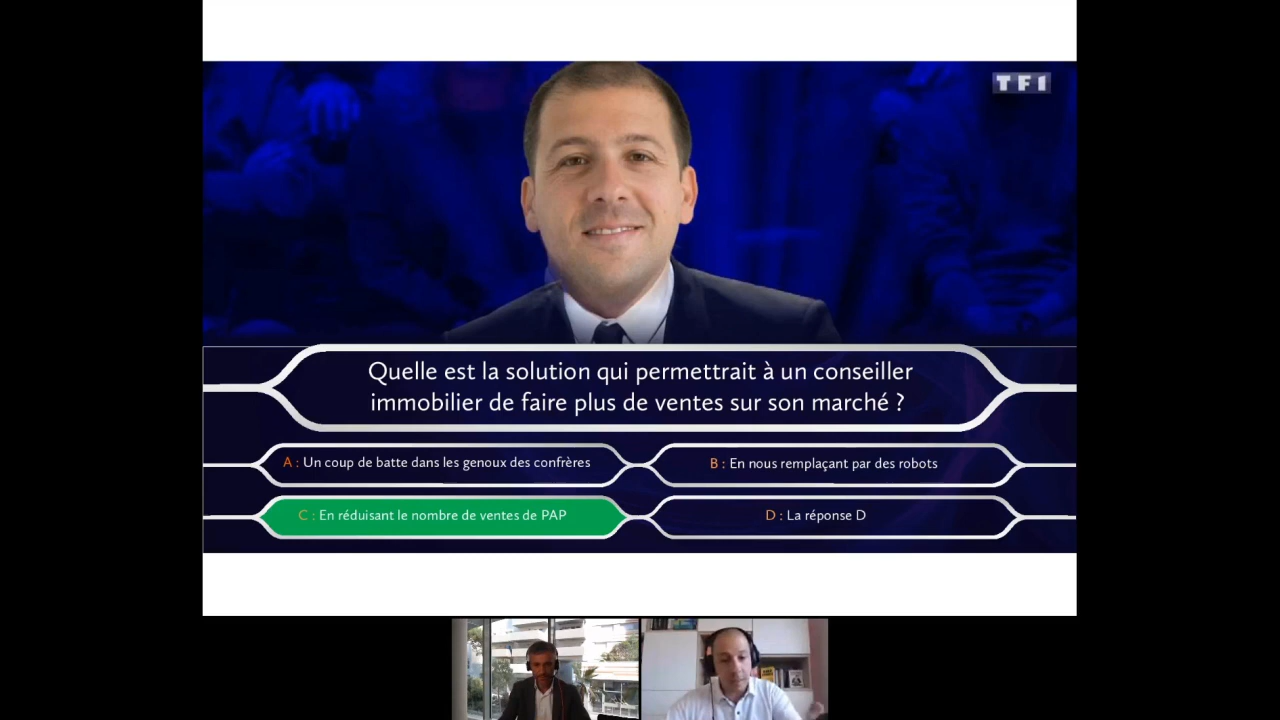 TF1
Quelle est la solution qui permettrait à un conseiller
immobilier de faire plus de ventes sur son marché ?
A : Un coup de batte dans les genoux des confrères
B : En nous remplaçant par des robots
C : En réduisant le nombre de ventes de PAP
D : La réponse D